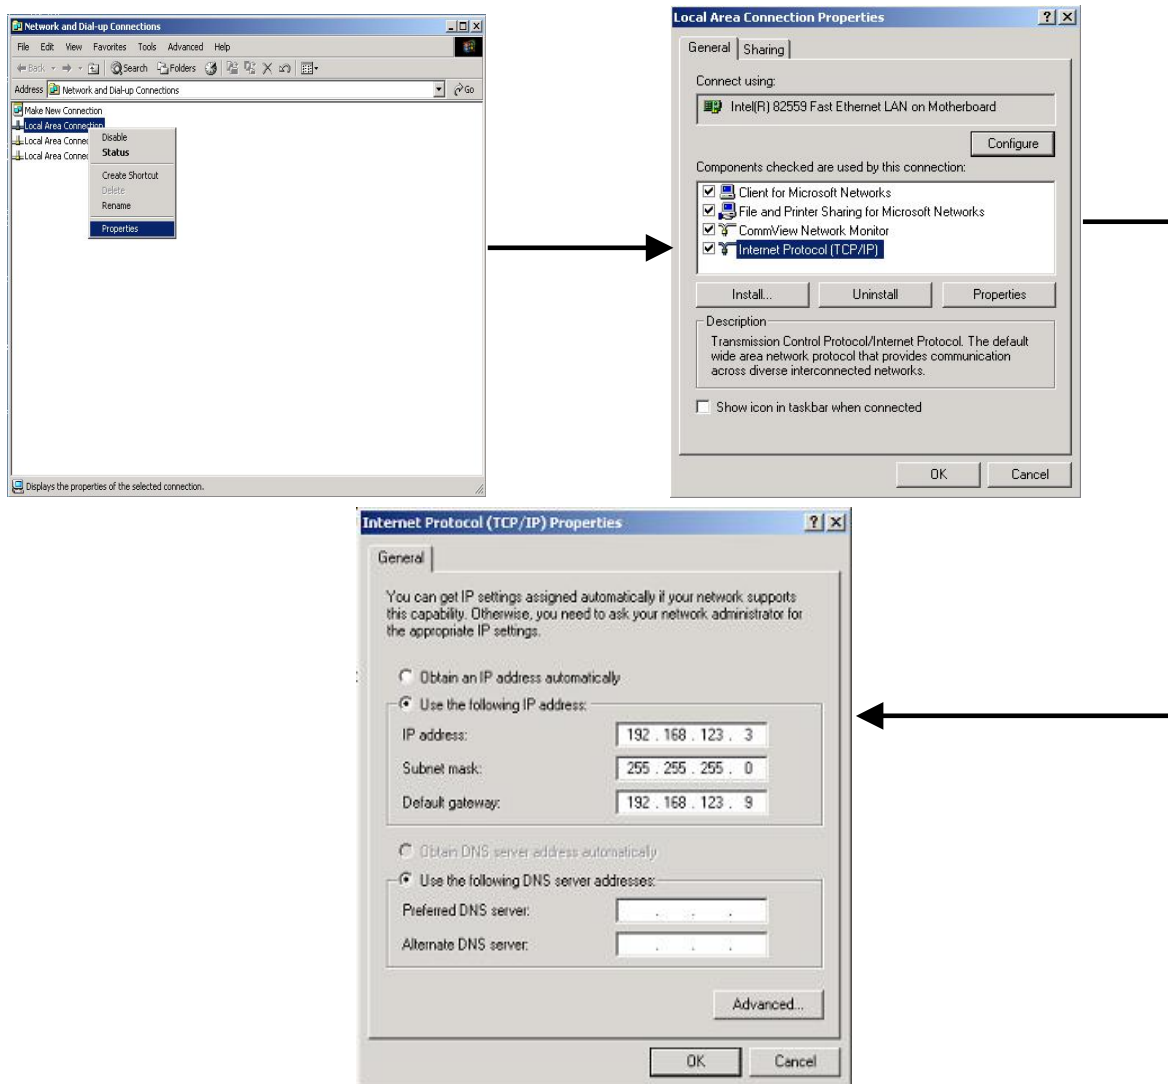 Network and Dial-up Connections
File Edit View Favorites Tools Advanced Help
Back Search Folders
Address Network and Dial-up Connections Go
Make New Connection
Local Area Connection
Local Area Connec
Local Area Connec
Disable
Status
Create Shortcut
Delete
Rename
Properties
Displays the properties of the selected connection.
Local Area Connection Properties
General Sharing
Connect using:
Intel(R) 82559 Fast Ethernet LAN on Motherboard
Configure
Components checked are used by this connection:
Client for Microsoft Networks
File and Printer Sharing for Microsoft Networks
CommView Network Monitor
Internet Protocol (TCP/IP)
Install... Uninstall Properties
Description
Transmission Control Protocol/Internet Protocol. The default
wide area network protocol that provides communication
across diverse interconnected networks.
Show icon in taskbar when connected
OK Cancel
Internet Protocol (TCP/IP) Properties
General
You can get IP settings assigned automatically if your network supports
this capability. Otherwise, you need to ask your network administrator for
the appropriate IP settings.
Obtain an IP address automatically
Use the following IP address:
IP address: 192 . 168 . 123 . 3
Subnet mask: 255 . 255 . 255 . 0
Default gateway: 192 . 168 . 123 . 9
Obtain DNS server address automatically
Use the following DNS server addresses:
Preferred DNS server: . . .
Alternate DNS server: . . .
Advanced...
OK Cancel